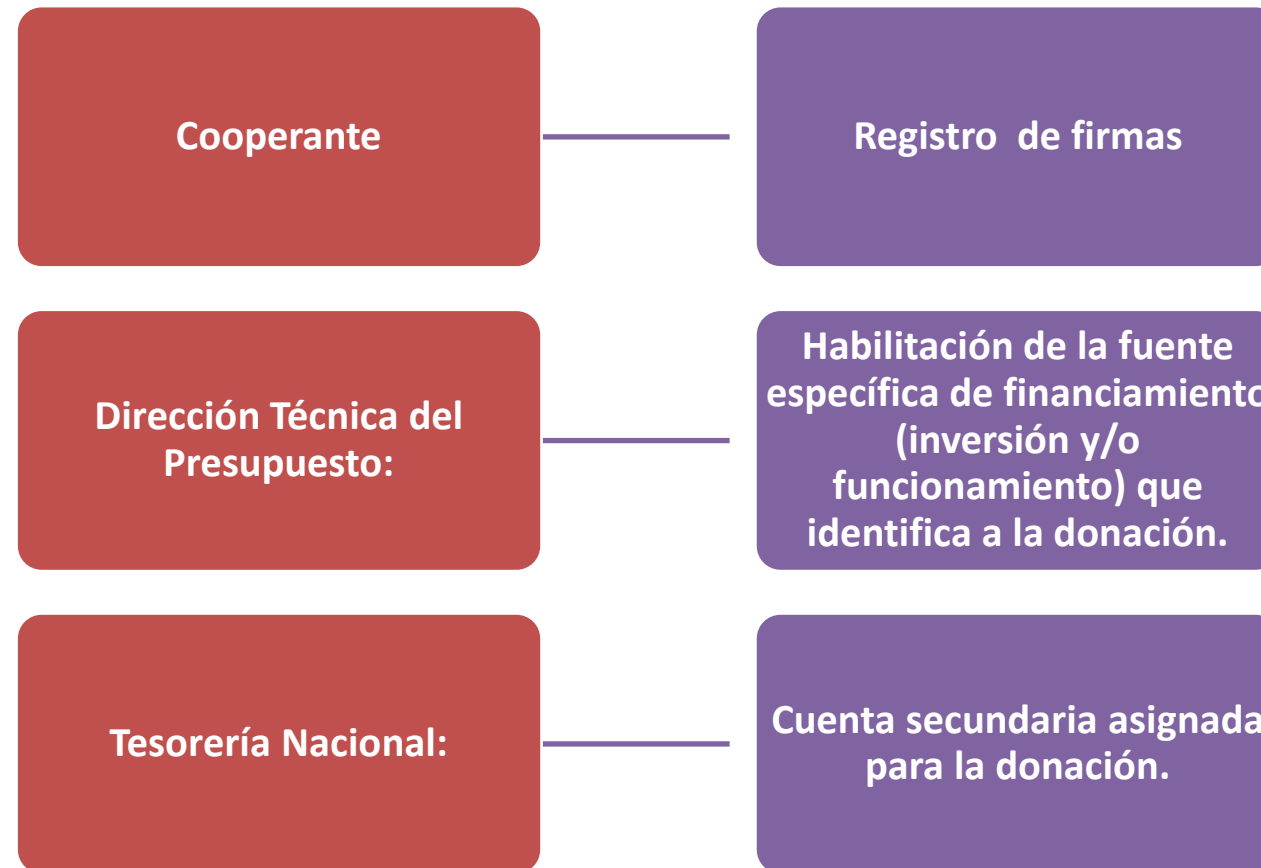 Cooperante
Registro de firmas
Dirección Técnica del
Presupuesto:
Habilitación de la fuente
específica de financiamiento
(inversión y/o
funcionamiento) que
identifica a la donación.
Tesorería Nacional:
Cuenta secundaria asignada
para la donación.